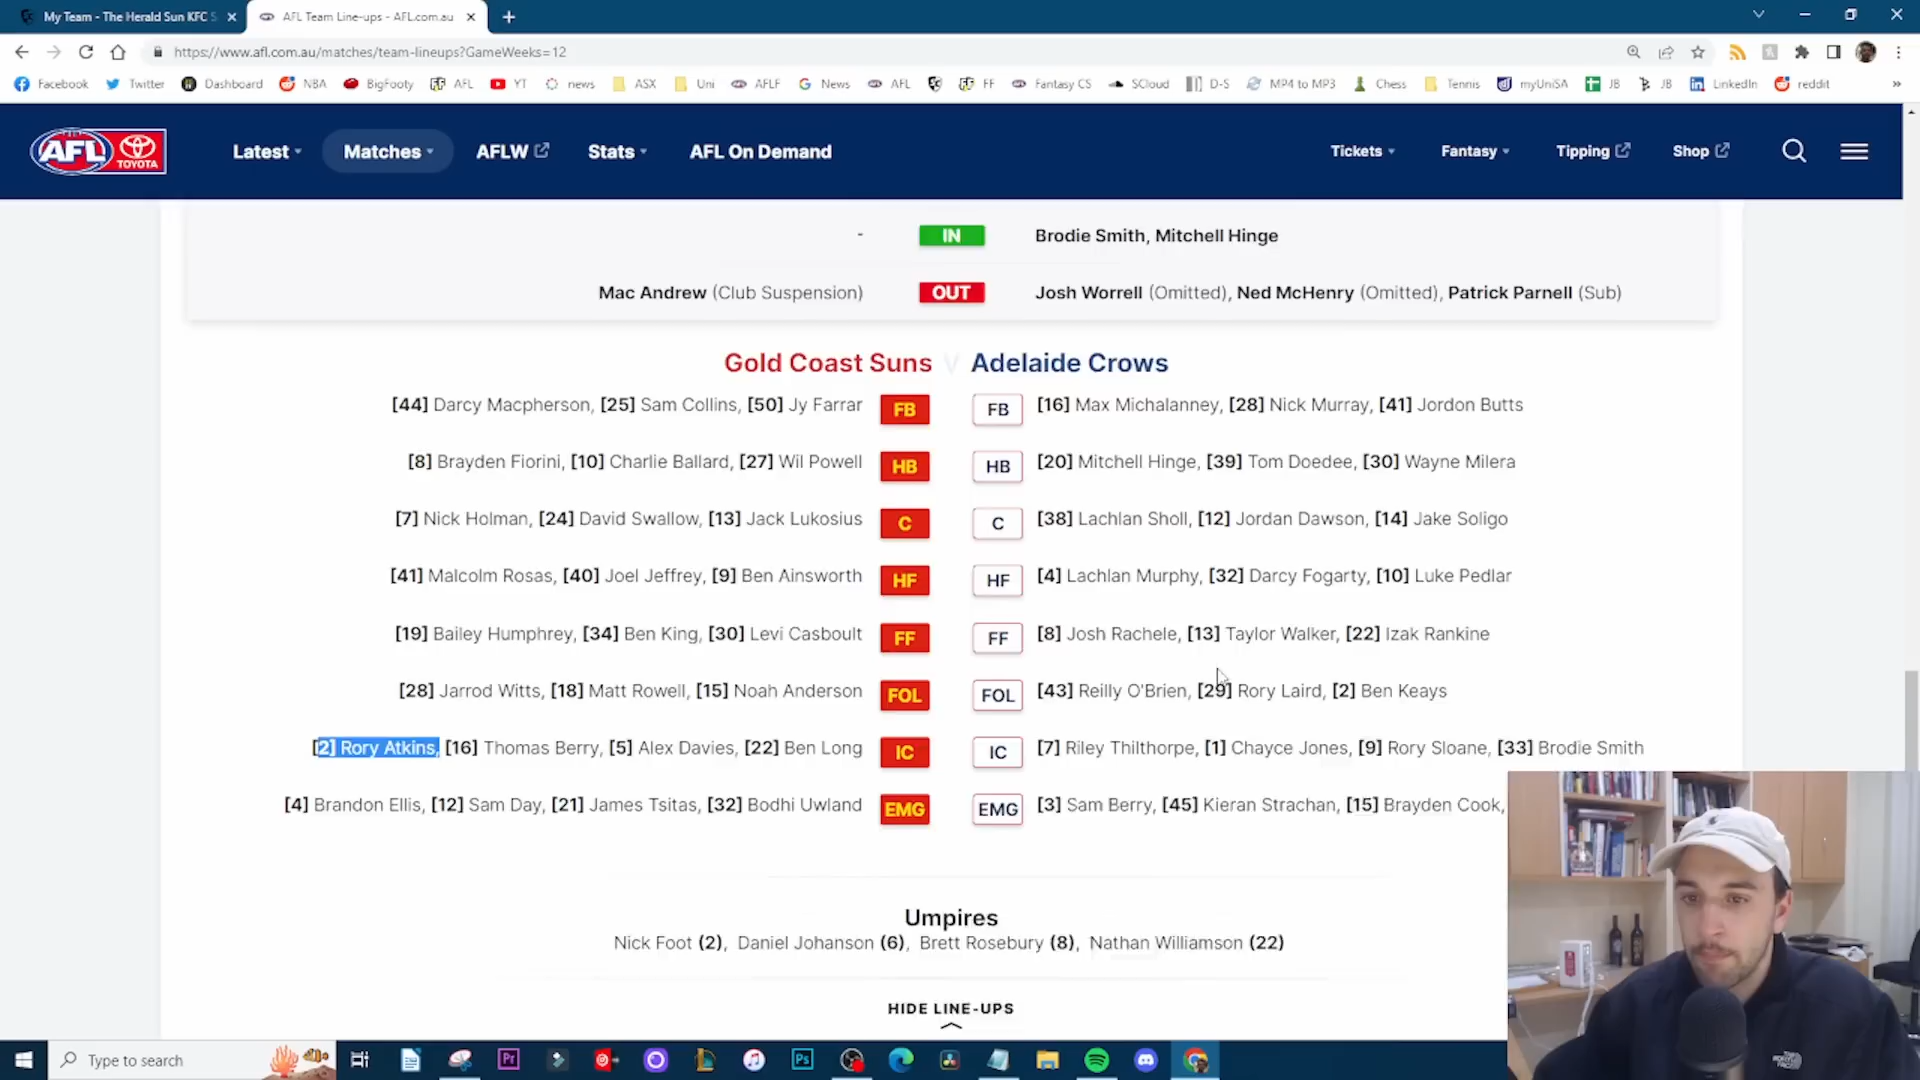 My Team - The Herald Sun KFC S
AFL Team Line-ups - AFL.com.au
https://www.afl.com.au/matches/team-lineups?GameWeeks=12
Facebook Twitter Dashboard NBA BigFooty AFL YT news ASX Uni AFLF News AFL FF Fantasy CS SCloud D-S MP4 to MP3 Chess Tennis myUniSA JB JB LinkedIn reddit »
AFL TOYOTA Latest Matches AFLW Stats AFL On Demand Tickets Fantasy Tipping Shop
- IN Brodie Smith, Mitchell Hinge
Mac Andrew (Club Suspension) OUT Josh Worrell (Omitted), Ned McHenry (Omitted), Patrick Parnell (Sub)
Gold Coast Suns V Adelaide Crows
[44] Darcy Macpherson, [25] Sam Collins, [50] Jy Farrar FB FB [16] Max Michalanney, [28] Nick Murray, [41] Jordon Butts
[8] Brayden Fiorini, [10] Charlie Ballard, [27] Wil Powell HB HB [20] Mitchell Hinge, [39] Tom Doedee, [30] Wayne Milera
[7] Nick Holman, [24] David Swallow, [13] Jack Lukosius C C [38] Lachlan Sholl, [12] Jordan Dawson, [14] Jake Soligo
[41] Malcolm Rosas, [40] Joel Jeffrey, [9] Ben Ainsworth HF HF [4] Lachlan Murphy, [32] Darcy Fogarty, [10] Luke Pedlar
[19] Bailey Humphrey, [34] Ben King, [30] Levi Casboult FF FF [8] Josh Rachele, [13] Taylor Walker, [22] Izak Rankine
[28] Jarrod Witts, [18] Matt Rowell, [15] Noah Anderson FOL FOL [43] Reilly O'Brien, [29] Rory Laird, [2] Ben Keays
[2] Rory Atkins, [16] Thomas Berry, [5] Alex Davies, [22] Ben Long IC IC [7] Riley Thilthorpe, [1] Chayce Jones, [9] Rory Sloane, [33] Brodie Smith
[4] Brandon Ellis, [12] Sam Day, [21] James Tsitas, [32] Bodhi Uwland EMG EMG [3] Sam Berry, [45] Kieran Strachan, [15] Brayden Cook,
Umpires
Nick Foot (2), Daniel Johanson (6), Brett Rosebury (8), Nathan Williamson (22)
HIDE LINE-UPS
Type to search Pr Ps